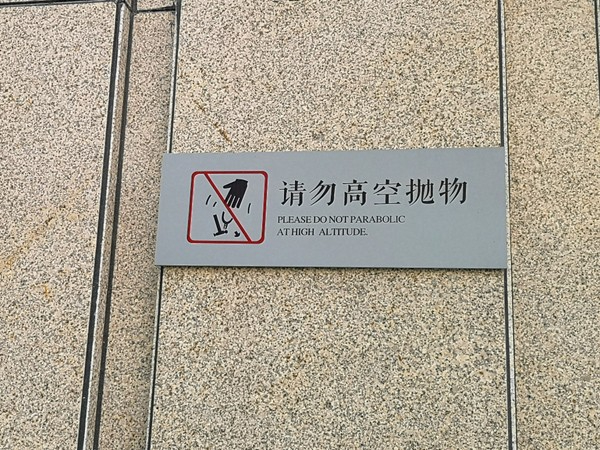 请勿高空抛物
PLEASE DO NOT PARABOLIC
AT HIGH ALTITUDE.